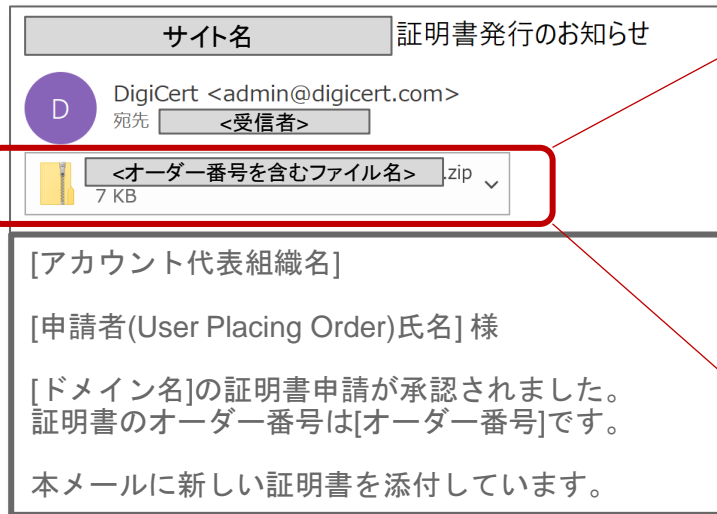 サイト名 証明書発行のお知らせ
D
DigiCert <admin@digicert.com>
宛先 <受信者>
<オーダー番号を含むファイル名> .zip
7 KB
[アカウント代表組織名]
[申請者(User Placing Order)氏名] 様
[ドメイン名]の証明書申請が承認されました。
証明書のオーダー番号は[オーダー番号]です。
本メールに新しい証明書を添付しています。